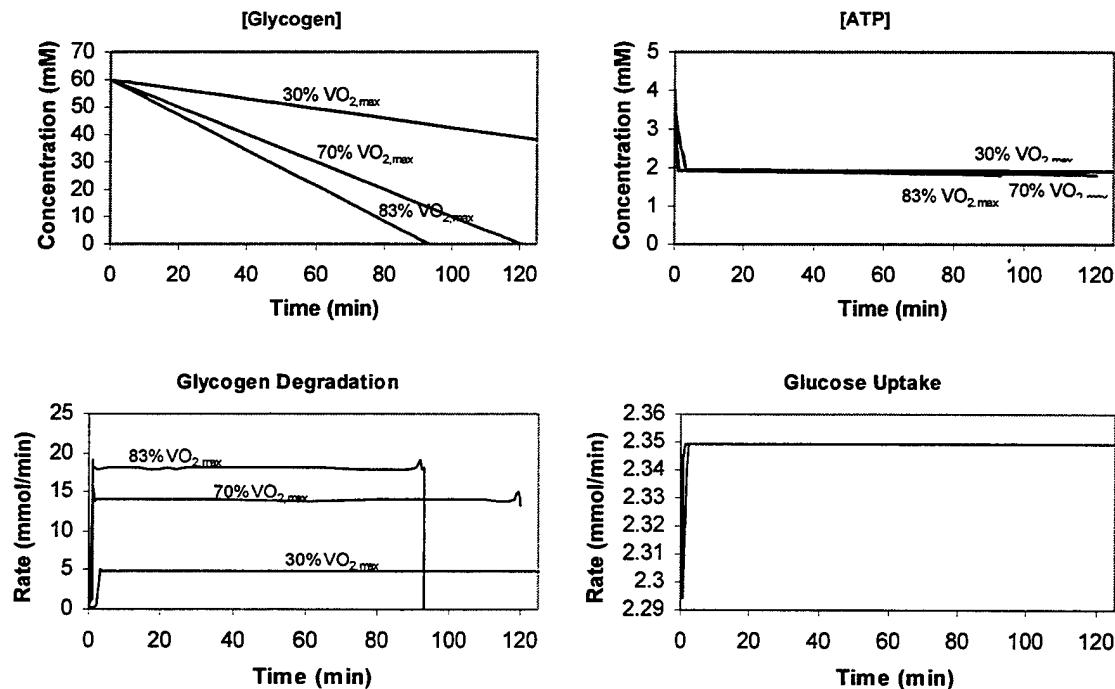 [Glycogen]
Concentration (mM)
70
60
50
40
30
20
10
0
30% VO2,max
70% VO2,max
83% VO2,max
0 20 40 60 80 100 120
Time (min)
[ATP]
Concentration (mM)
5
4
3
2
1
0
30% VO2,max
83% VO2,max 70% VO2,max
0 20 40 60 80 100 120
Time (min)
Glycogen Degradation
Rate (mmol/min)
25
20
15
10
5
0
83% VO2,max
70% VO2,max
30% VO2,max
0 20 40 60 80 100 120
Time (min)
Glucose Uptake
Rate (mmol/min)
2.36
2.35
2.34
2.33
2.32
2.31
2.3
2.29
0 20 40 60 80 100 120
Time (min)